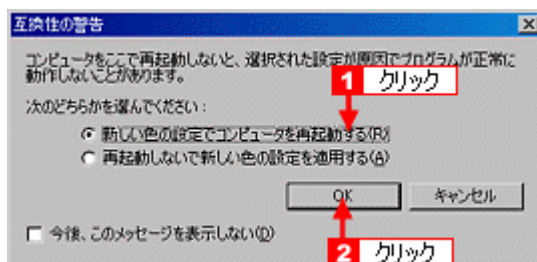 互換性の警告
コンピュータをここで再起動しないと、選択された設定が原因でプログラムが正常に
動作しないことがあります。
1 クリック
次のどちらかを選んでください:
新しい色の設定でコンピュータを再起動する(R)
再起動しないで新しい色の設定を適用する(A)
OK キャンセル
今後、このメッセージを表示しない(D)
2 クリック